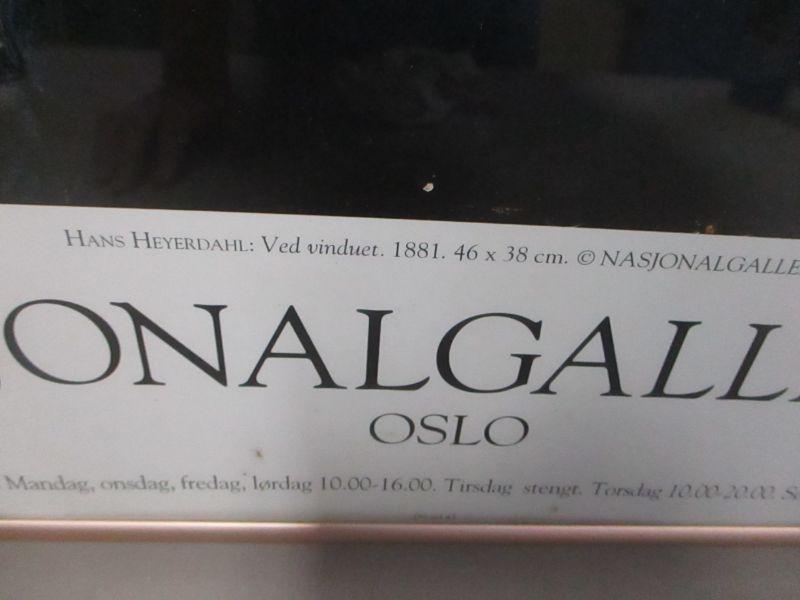 HANS HEYERDAHL: Ved vinduet. 1881. 46 x 38 cm. © NASJONALGALLE
ONALGALL
OSLO
Mandag, onsdag, fredag, lørdag 10.00-16.00. Tirsdag stengt. Torsdag 10.00-20.00. S